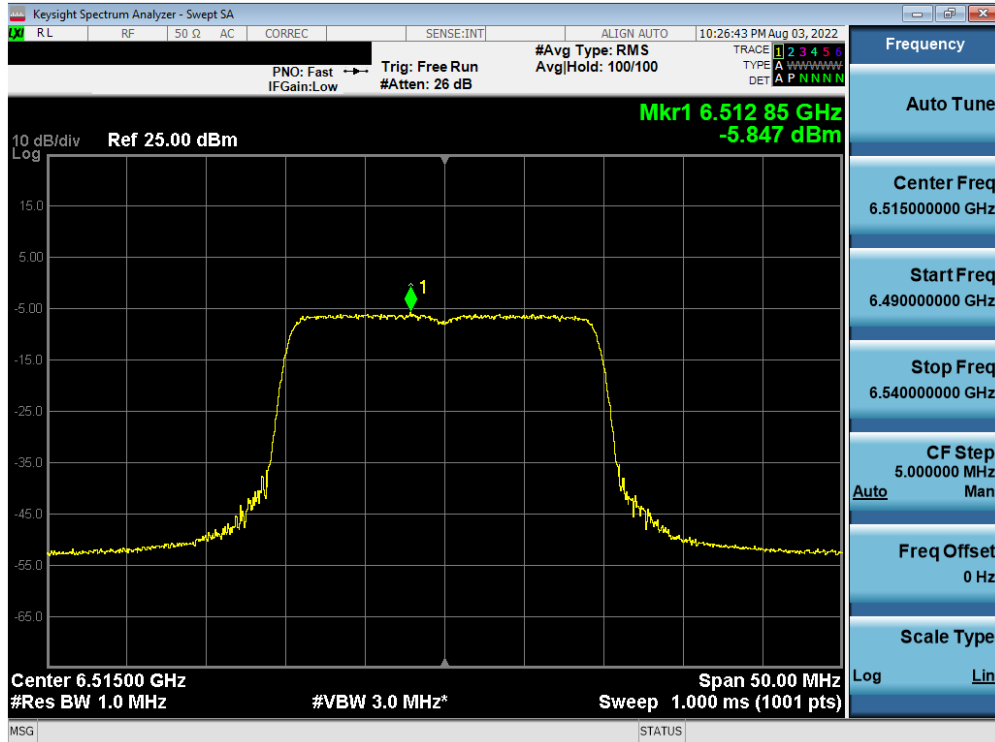 Keysight Spectrum Analyzer - Swept SA
LXI RL RF 50 Ω AC CORREC SENSE:INT ALIGN AUTO 10:26:43 PM Aug 03, 2022
PNO: Fast Trig: Free Run #Avg Type: RMS TRACE 1 2 3 4 5 6
IFGain:Low #Atten: 26 dB Avg|Hold: 100/100 TYPE A WWWWW
DET A P N N N N
Mkr1 6.512 85 GHz
-5.847 dBm
10 dB/div Ref 25.00 dBm
Log
15.0
5.00
1
-5.00
-15.0
-25.0
-35.0
-45.0
-55.0
-65.0
Center 6.51500 GHz Span 50.00 MHz
#Res BW 1.0 MHz #VBW 3.0 MHz* Sweep 1.000 ms (1001 pts)
MSG STATUS
Frequency
Auto Tune
Center Freq
6.515000000 GHz
Start Freq
6.490000000 GHz
Stop Freq
6.540000000 GHz
CF Step
5.000000 MHz
Auto Man
Freq Offset
0 Hz
Scale Type
Log Lin